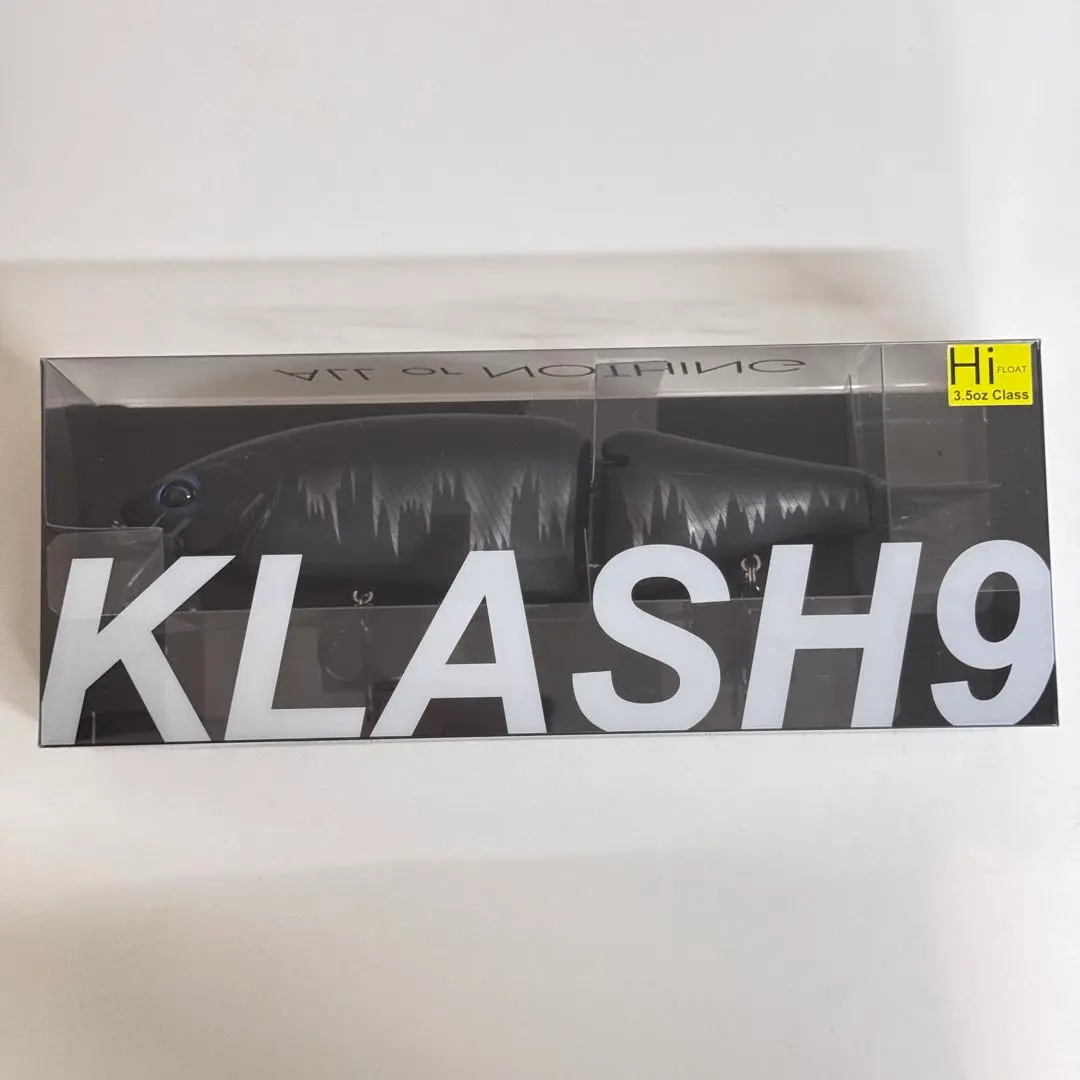 ALL or NOTHING
Hi FLOAT
3.5oz Class
KLASH9